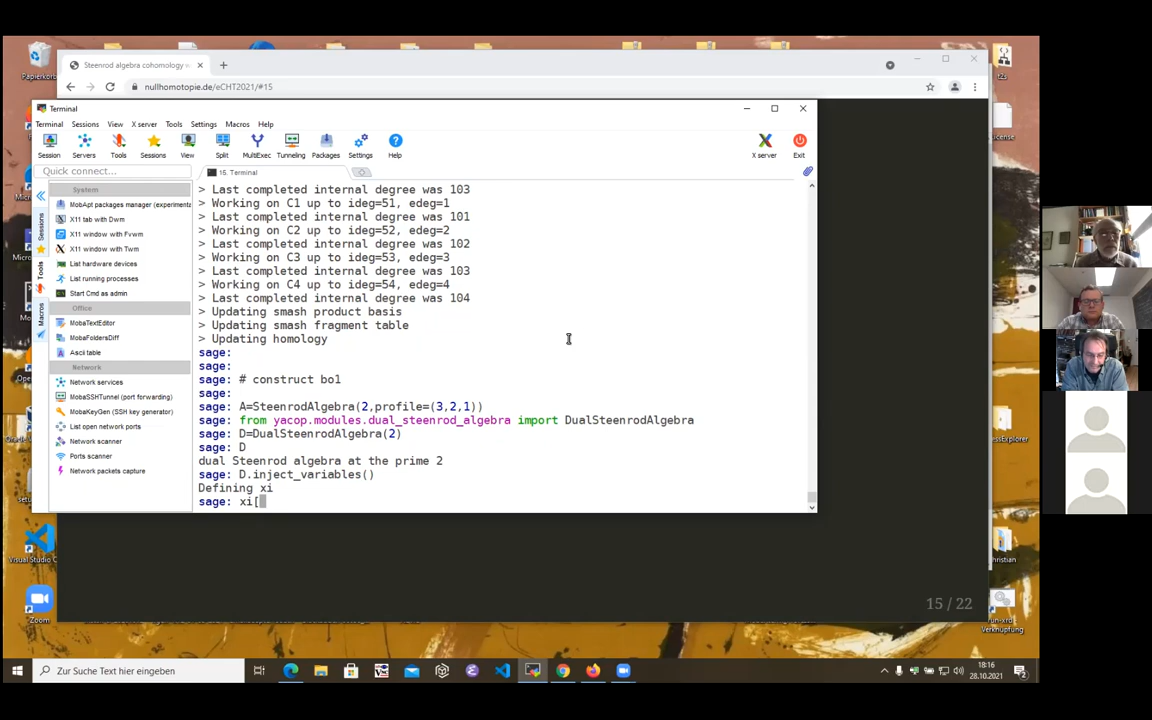 Papierkorb
Steenrod algebra cohomology w
nullhomotopie.de/eCHT2021/#15
Terminal
Terminal Sessions View X server Tools Settings Macros Help
Session Servers Tools Sessions View Split MultiExec Tunneling Packages Settings Help X server Exit
Quick connect...
15. Terminal
Sessions
Tools
Macros
System
MobApt packages manager (experimenta
X11 tab with Dwm
X11 window with Fvwm
X11 window with Twm
List hardware devices
List running processes
Start Cmd as admin
Office
MobaTextEditor
MobaFoldersDiff
Ascii table
Network
Network services
MobaSSHTunnel (port forwarding)
MobaKeyGen (SSH key generator)
List open network ports
Network scanner
Ports scanner
Network packets capture
> Last completed internal degree was 103
> Working on C1 up to ideg=51, edeg=1
> Last completed internal degree was 101
> Working on C2 up to ideg=52, edeg=2
> Last completed internal degree was 102
> Working on C3 up to ideg=53, edeg=3
> Last completed internal degree was 103
> Working on C4 up to ideg=54, edeg=4
> Last completed internal degree was 104
> Updating smash product basis
> Updating smash fragment table
> Updating homology
sage:
sage:
sage: # construct bo1
sage:
sage: A=SteenrodAlgebra(2,profile=(3,2,1))
sage: from yacop.modules.dual_steenrod_algebra import DualSteenrodAlgebra
sage: D=DualSteenrodAlgebra(2)
sage: D
dual Steenrod algebra at the prime 2
sage: D.inject_variables()
Defining xi
sage: xi[
15 / 22
Zoom
Verknüpfung
Zur Suche Text hier eingeben
18:16
28.10.2021